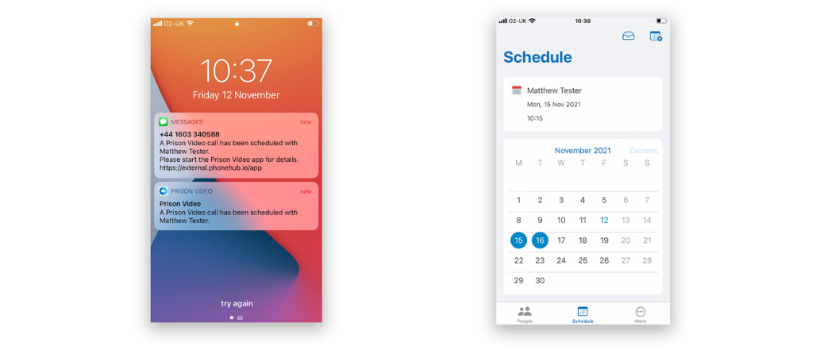 O2-UK
10:37
Friday 12 November
MESSAGES now
+44 1603 340588
A Prison Video call has been scheduled with
Matthew Tester.
Please start the Prison Video app for details.
https://external.phonehub.io/app
PRISON VIDEO now
Prison Video
A Prison Video call has been scheduled with
Matthew Tester.
try again
O2-UK 10:38
Schedule
Matthew Tester
Mon, 15 Nov 2021
10:15
November 2021 Decemb
M T W T F S S
1 2 3 4 5 6 7
8 9 10 11 12 13 14
15 16 17 18 19 20 21
22 23 24 25 26 27 28
29 30
People Schedule More